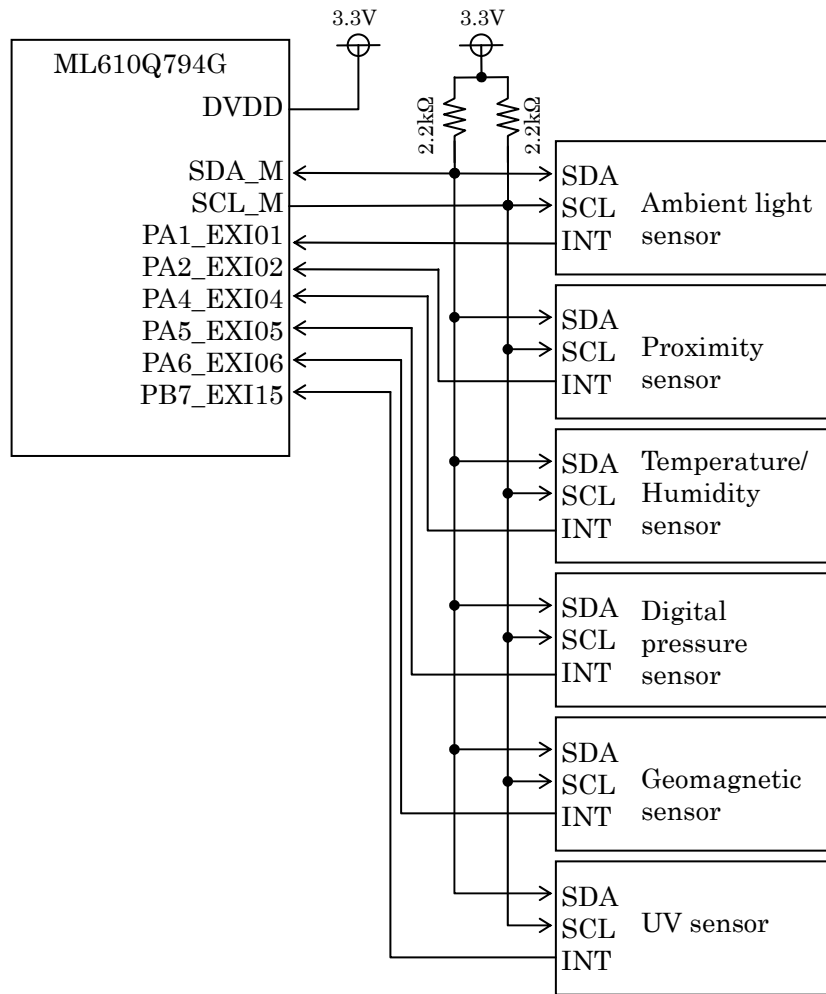 3.3V
3.3V
ML610Q794G
DVDD
2.2kΩ
2.2kΩ
SDA_M
SCL_M
PA1_EXI01
PA2_EXI02
PA4_EXI04
PA5_EXI05
PA6_EXI06
PB7_EXI15
SDA
SCL
INT
Ambient light
sensor
SDA
SCL
INT
Proximity
sensor
SDA
SCL
INT
Temperature/
Humidity
sensor
SDA
SCL
INT
Digital
pressure
sensor
SDA
SCL
INT
Geomagnetic
sensor
SDA
SCL
INT
UV sensor